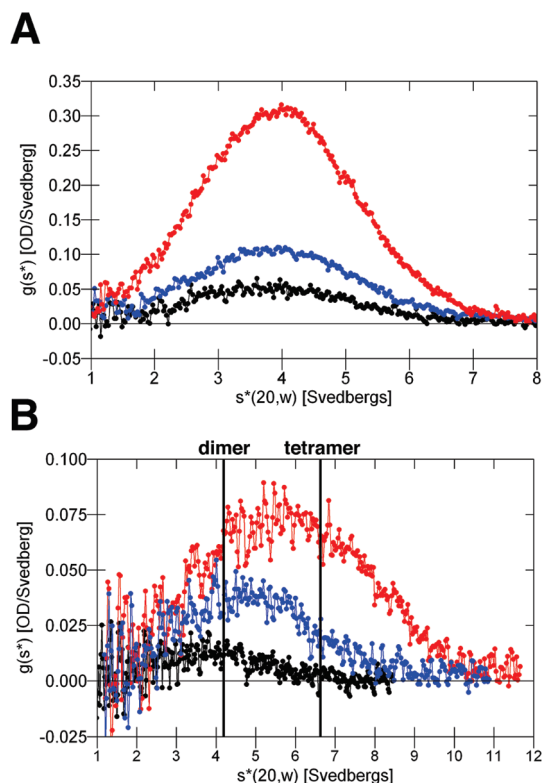 A
0.35
0.30
0.25
0.20
0.15
0.10
0.05
0.00
-0.05
g(s*) [OD/Svedberg]
1 2 3 4 5 6 7 8
s*(20,w) [Svedbergs]
B
dimer tetramer
0.100
0.075
0.050
0.025
0.000
-0.025
g(s*) [OD/Svedberg]
1 2 3 4 5 6 7 8 9 10 11 12
s*(20,w) [Svedbergs]